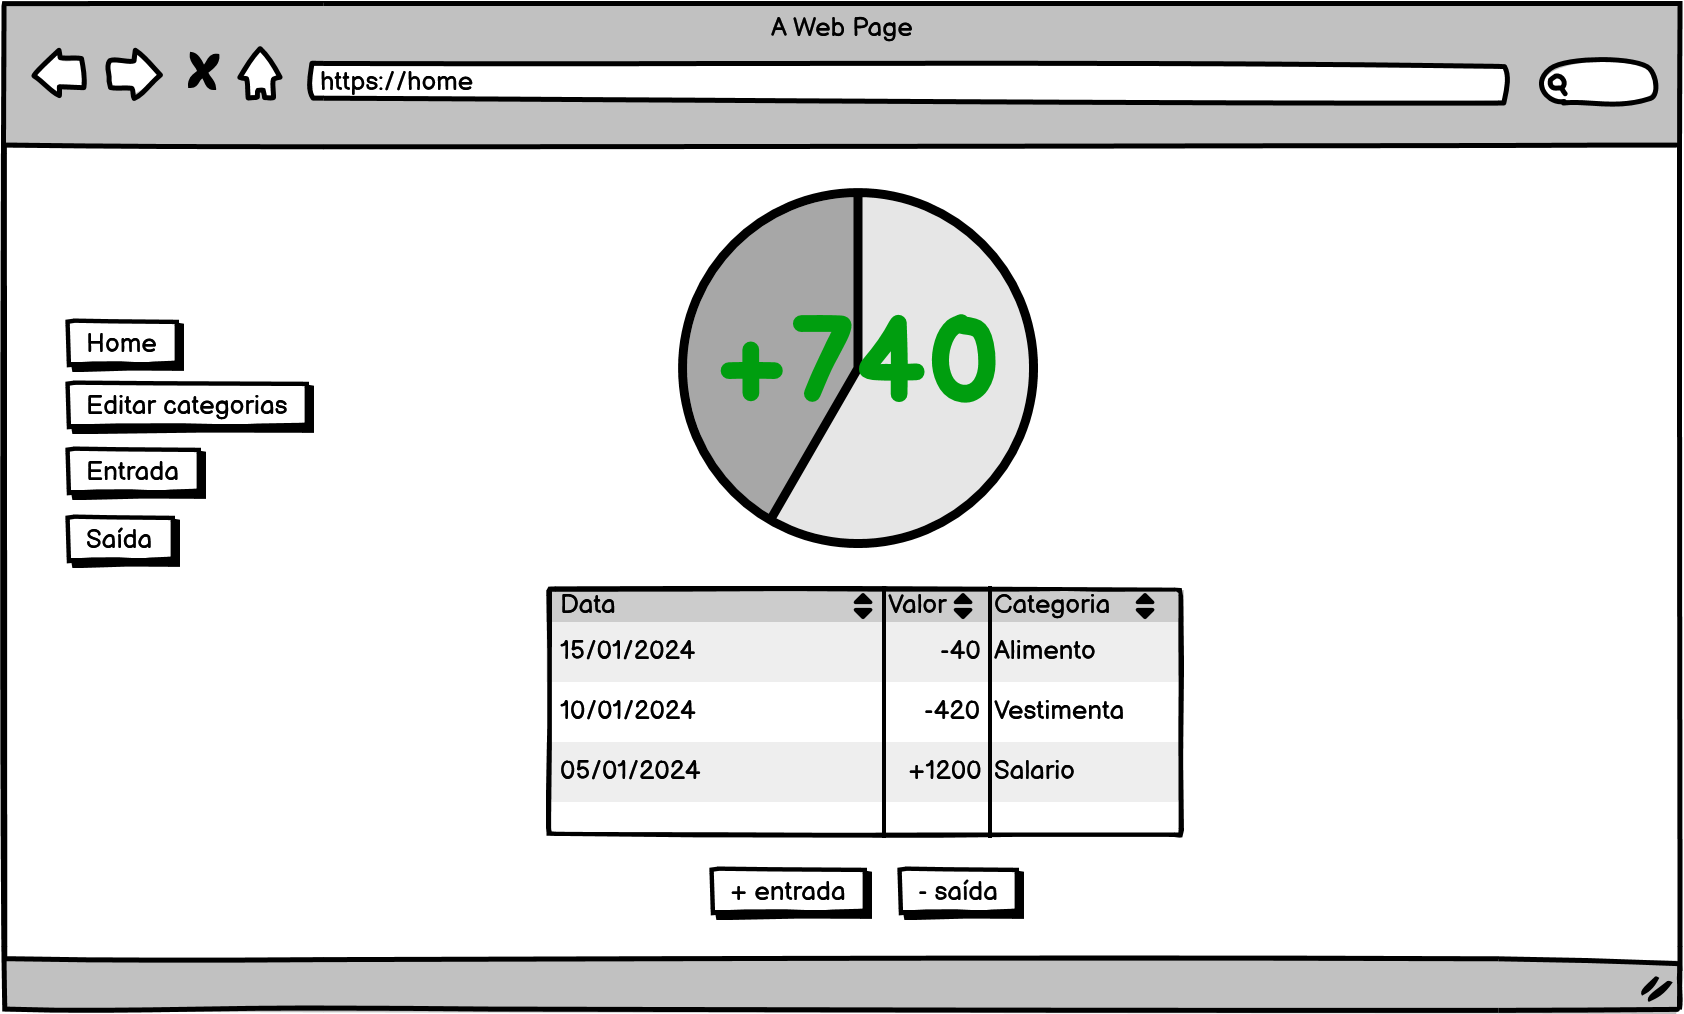 A Web Page
https://home
+740
Home
Editar categorias
Entrada
Saída
Data Valor Categoria
15/01/2024 -40 Alimento
10/01/2024 -420 Vestimenta
05/01/2024 +1200 Salario
+ entrada - saída